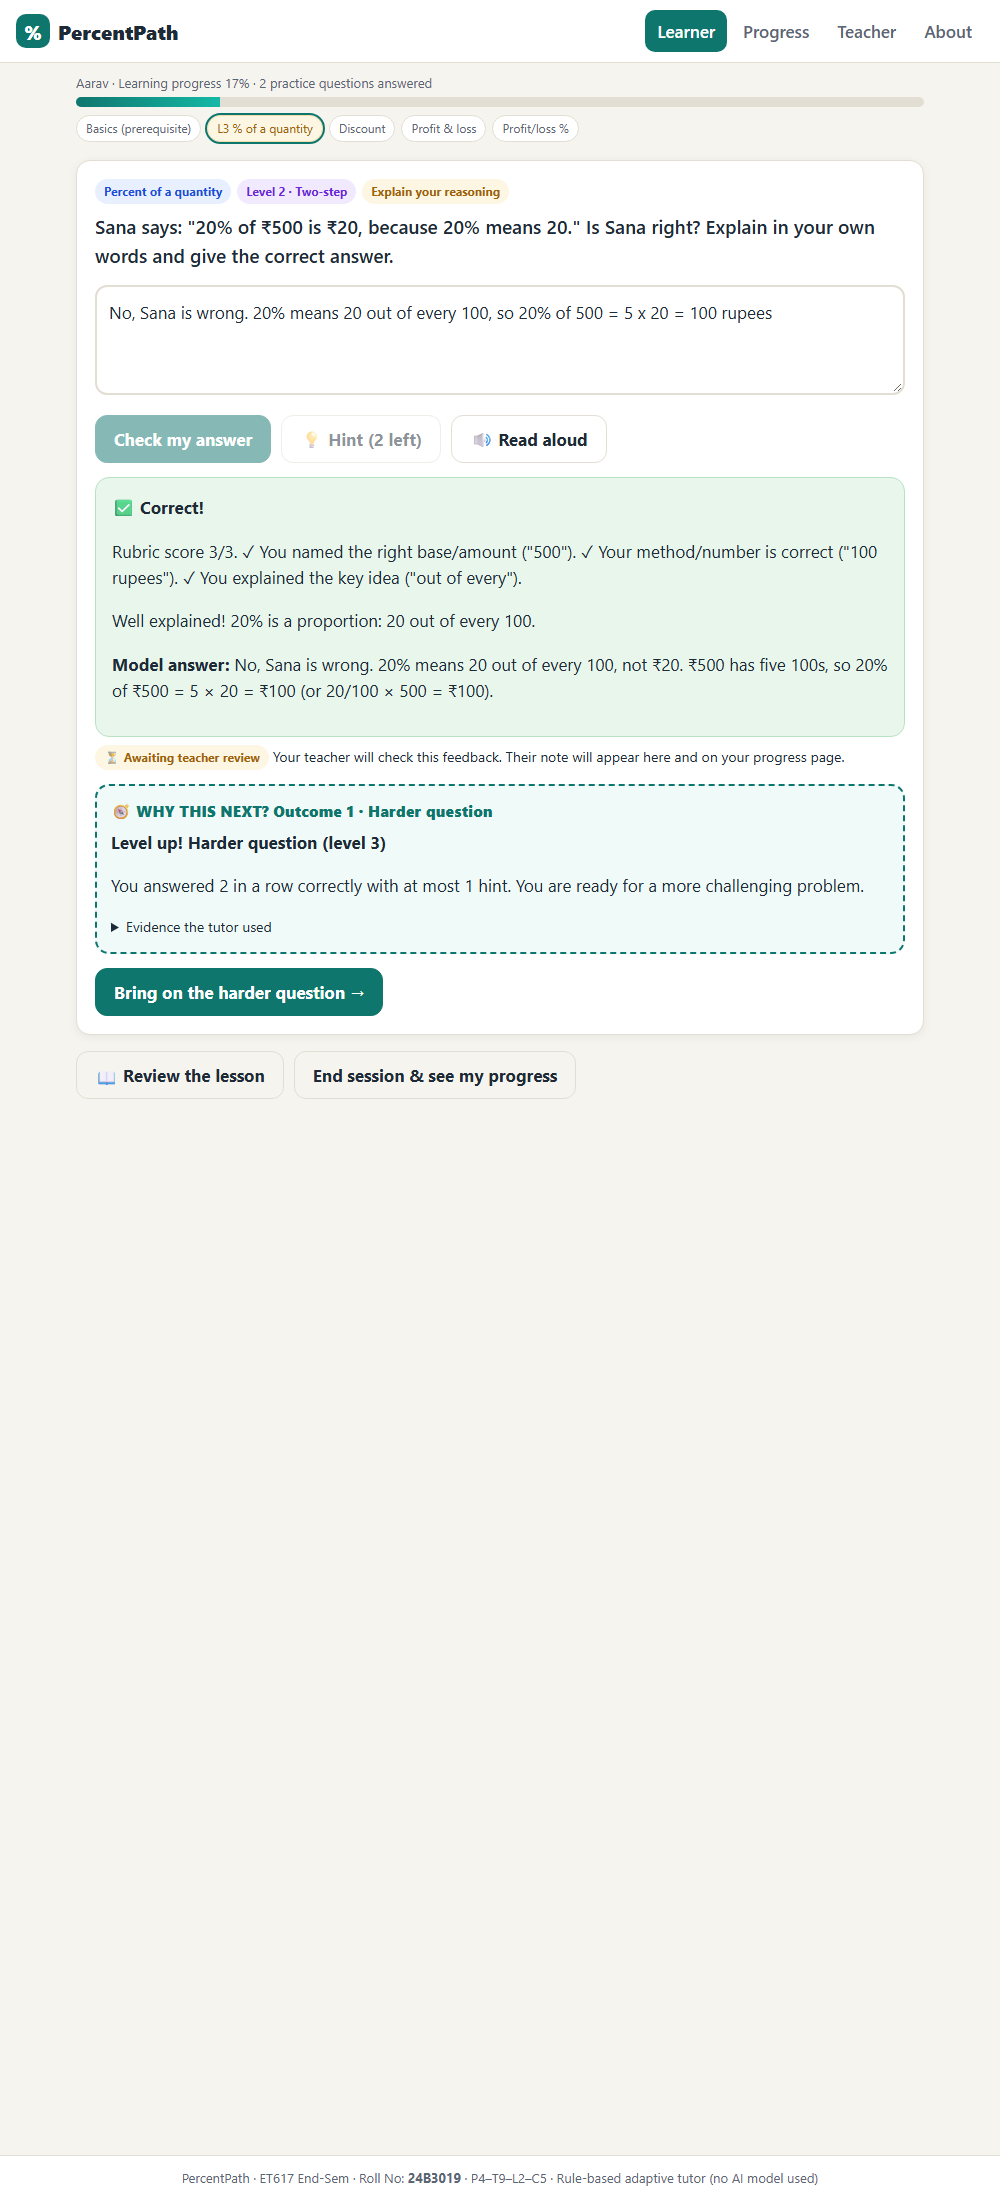 % PercentPath
Learner Progress Teacher About
Aarav · Learning progress 17% · 2 practice questions answered
Basics (prerequisite) L3 % of a quantity Discount Profit & loss Profit/loss %
Percent of a quantity Level 2 · Two-step Explain your reasoning
Sana says: "20% of ₹500 is ₹20, because 20% means 20." Is Sana right? Explain in your own
words and give the correct answer.
No, Sana is wrong. 20% means 20 out of every 100, so 20% of 500 = 5 x 20 = 100 rupees
Check my answer 💡 Hint (2 left) 🔊 Read aloud
✅ Correct!
Rubric score 3/3. ✓ You named the right base/amount ("500"). ✓ Your method/number is correct ("100
rupees"). ✓ You explained the key idea ("out of every").
Well explained! 20% is a proportion: 20 out of every 100.
Model answer: No, Sana is wrong. 20% means 20 out of every 100, not ₹20. ₹500 has five 100s, so 20%
of ₹500 = 5 × 20 = ₹100 (or 20/100 × 500 = ₹100).
⏳ Awaiting teacher review Your teacher will check this feedback. Their note will appear here and on your progress page.
🧭 WHY THIS NEXT? Outcome 1 · Harder question
Level up! Harder question (level 3)
You answered 2 in a row correctly with at most 1 hint. You are ready for a more challenging problem.
▶ Evidence the tutor used
Bring on the harder question →
📖 Review the lesson End session & see my progress
PercentPath · ET617 End-Sem · Roll No: 24B3019 · P4–T9–L2–C5 · Rule-based adaptive tutor (no AI model used)